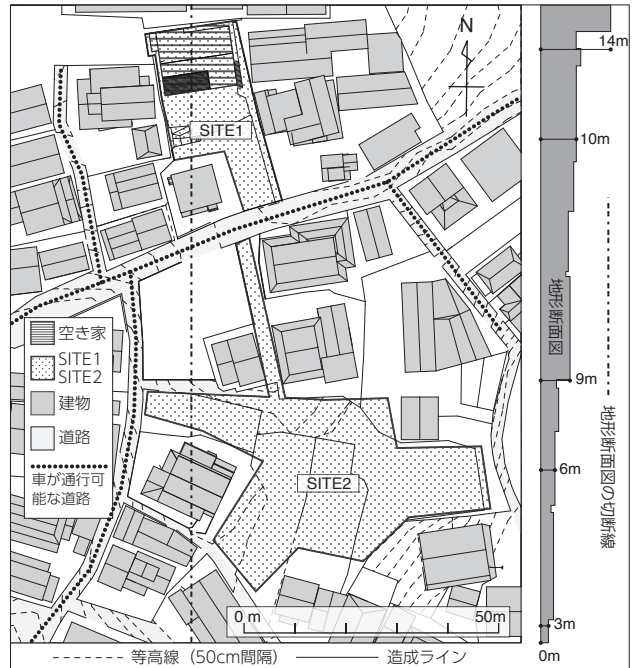 N
SITE1
空き家
SITE1
SITE2
建物
道路
車が通行可
能な道路
SITE2
0 m
50m
等高線（50cm間隔）
造成ライン
14m
10m
9m
6m
3m
0m
地形断面図
地形断面図の切断線